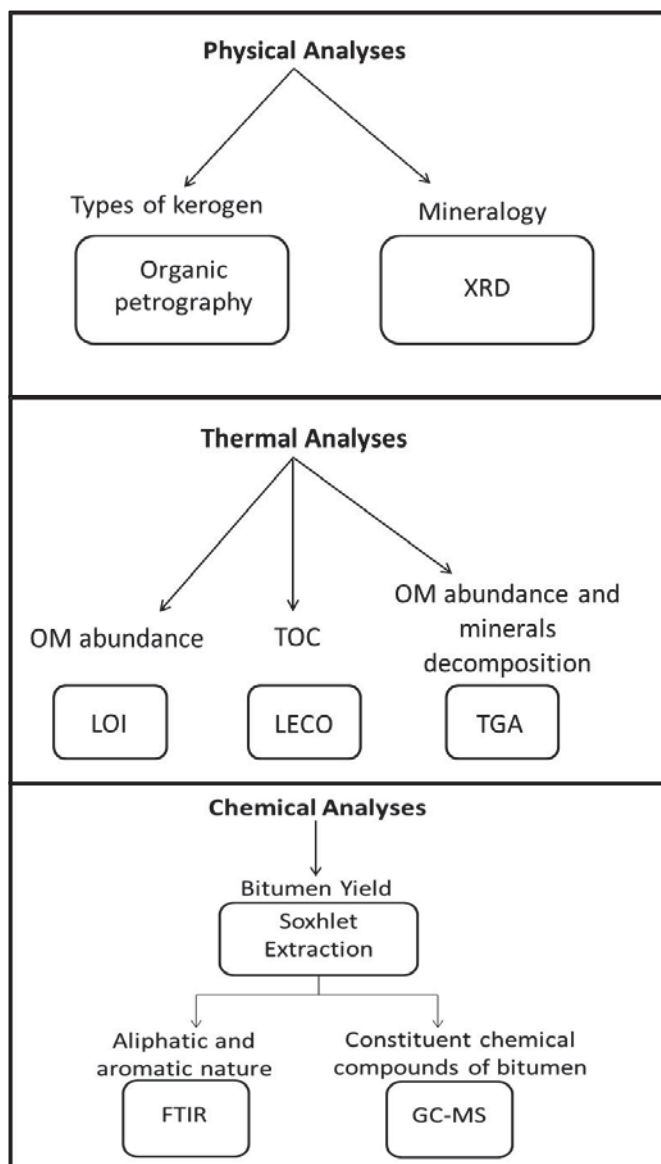 Physical Analyses
Types of kerogen
Organic
petrography
Mineralogy
XRD
Thermal Analyses
OM abundance
LOI
TOC
LECO
OM abundance and
minerals
decomposition
TGA
Chemical Analyses
Bitumen Yield
Soxhlet
Extraction
Aliphatic and
aromatic nature
FTIR
Constituent chemical
compounds of bitumen
GC-MS